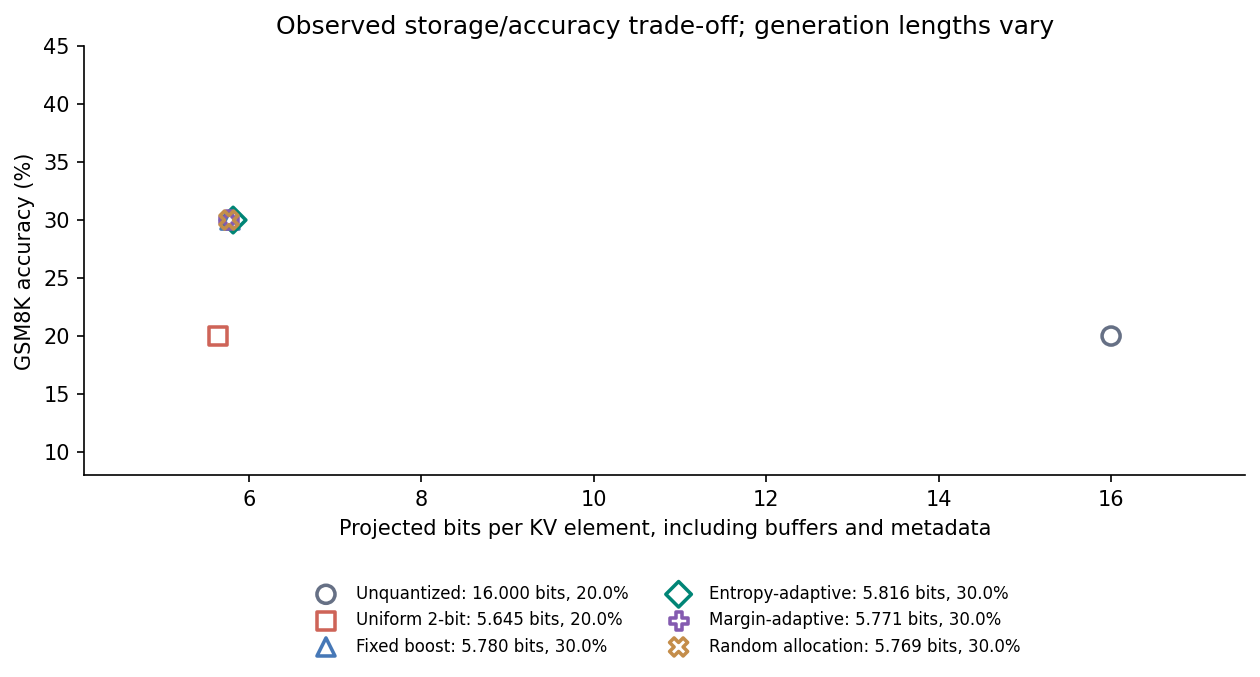 Observed storage/accuracy trade-off; generation lengths vary
45
40
35
30
25
20
15
10
GSM8K accuracy (%)
6 8 10 12 14 16
Projected bits per KV element, including buffers and metadata
Unquantized: 16.000 bits, 20.0%
Uniform 2-bit: 5.645 bits, 20.0%
Fixed boost: 5.780 bits, 30.0%
Entropy-adaptive: 5.816 bits, 30.0%
Margin-adaptive: 5.771 bits, 30.0%
Random allocation: 5.769 bits, 30.0%